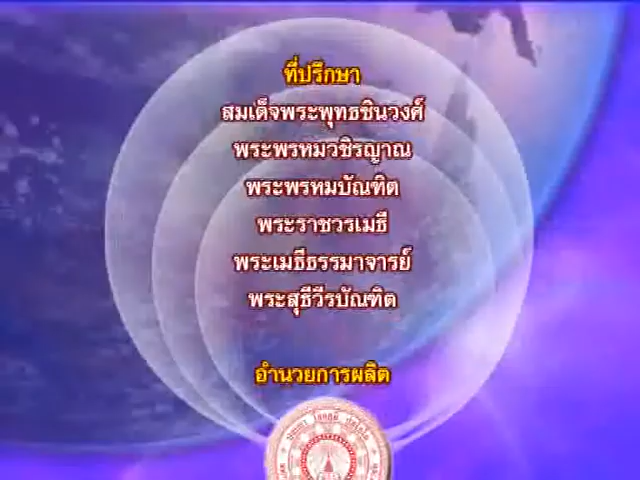 ที่ปรึกษา
สมเด็จพระพุทธชินวงศ์
พระพรหมวชิรญาณ
พระพรหมบัณฑิต
พระราชวรเมธี
พระเมธีธรรมาจารย์
พระสุธีวีรบัณฑิต
อำนวยการผลิต